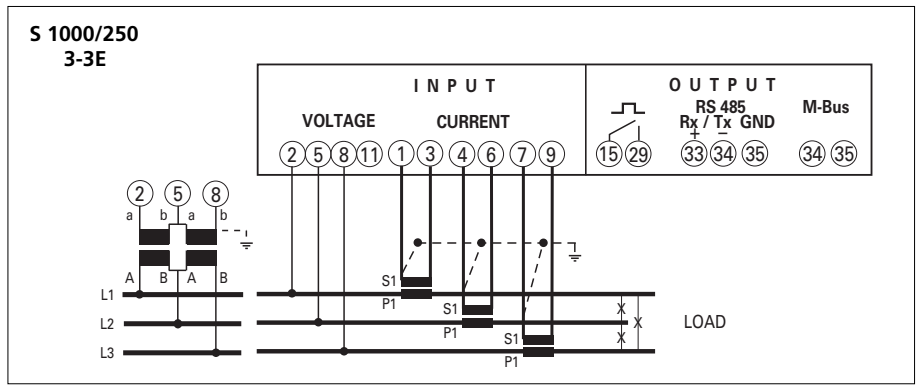 S 1000/250
3-3E
I N P U T
O U T P U T
VOLTAGE
CURRENT
RS 485
Rx / Tx GND
+ –
M-Bus
2 5 8 11 1 3 4 6 7 9 15 29 33 34 35 34 35
2 5 8
a b a b
A B A B
S1
P1
S1
P1
S1
P1
L1
L2
L3
X
X
X
LOAD